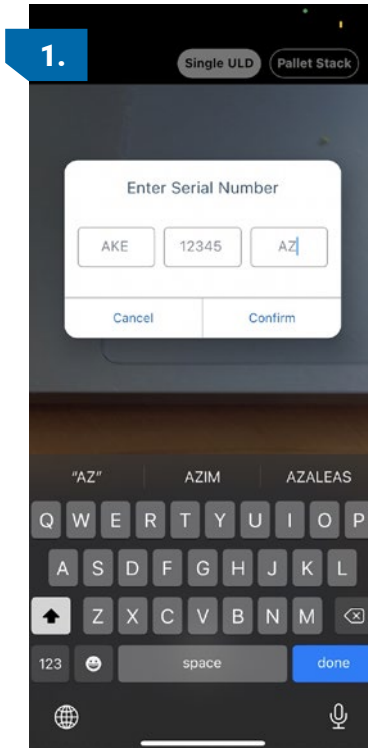 1.
Single ULD Pallet Stack
Enter Serial Number
AKE 12345 AZ
Cancel Confirm
"AZ" AZIM AZALEAS
Q W E R T Y U I O P
A S D F G H J K L
Z X C V B N M
123 space done